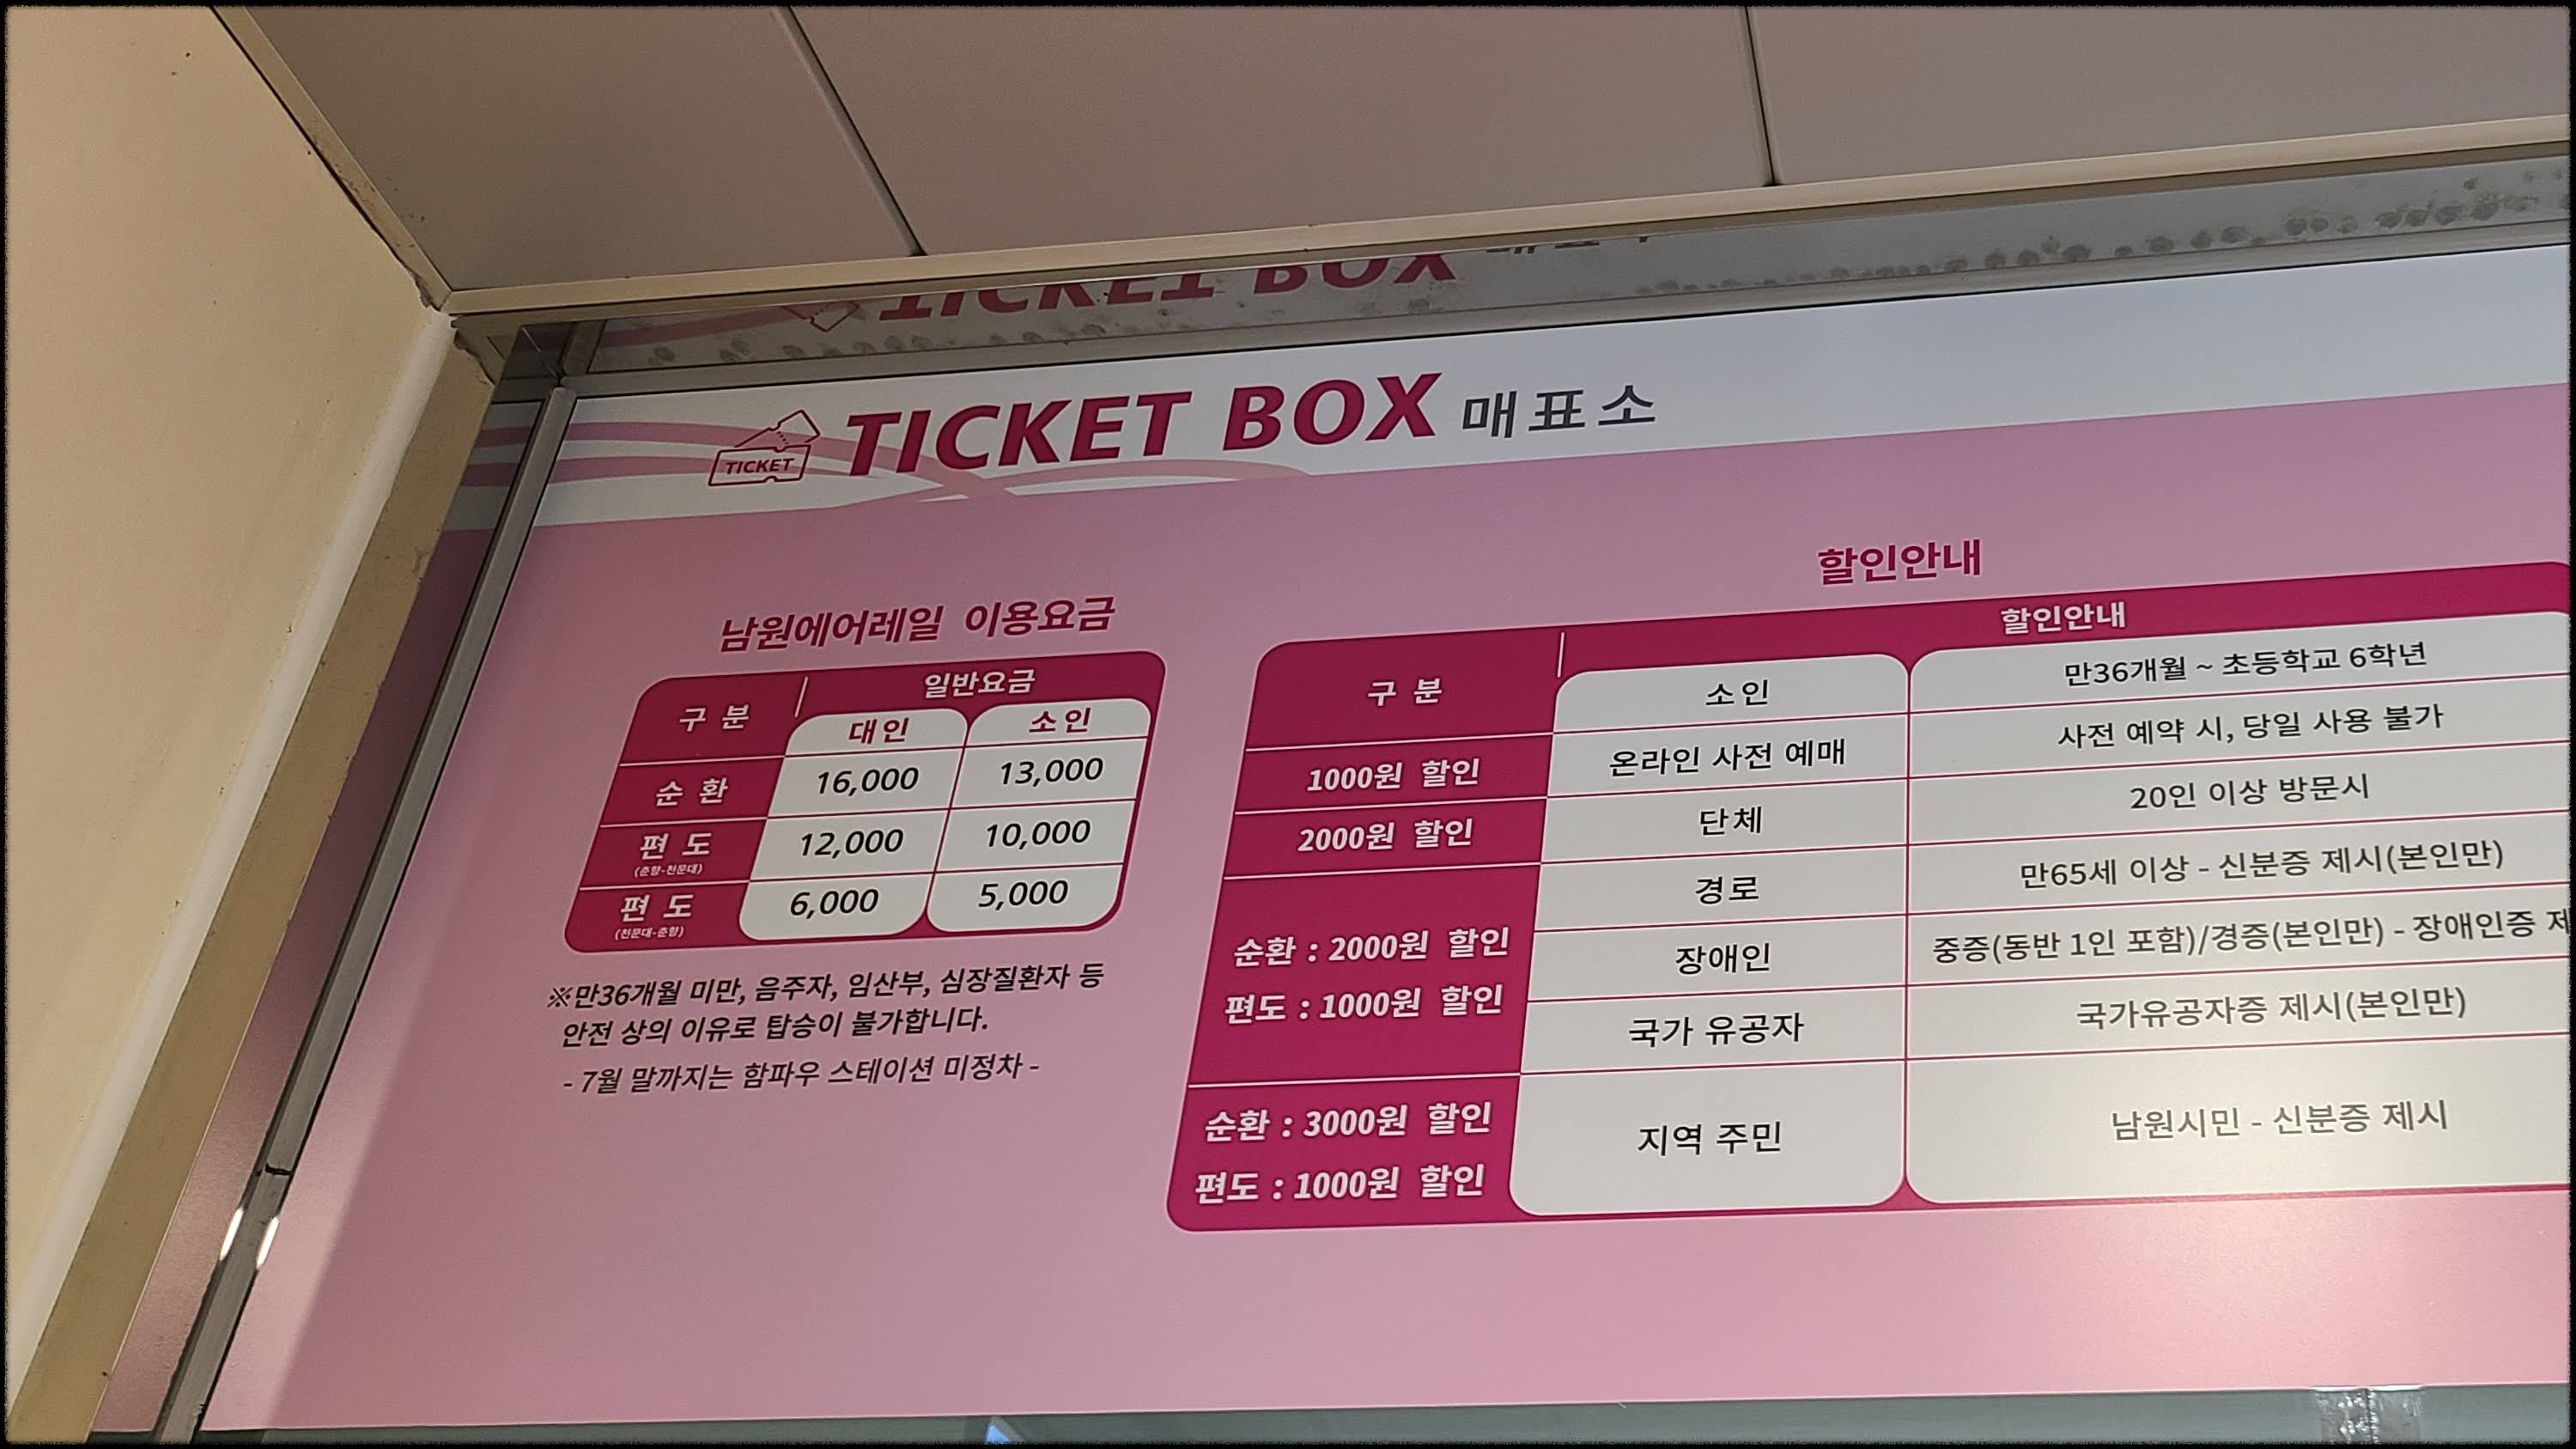 TICKET BOX
TICKET
TICKET BOX 매표소
남원에어레일 이용요금
구 분 일반요금
대인 소인
순 환 16,000 13,000
편 도 12,000 10,000
(춘향-천문대)
편 도 6,000 5,000
(천문대-춘향)
※만36개월 미만, 음주자, 임산부, 심장질환자 등
안전 상의 이유로 탑승이 불가합니다.
- 7월 말까지는 함파우 스테이션 미정차 -
할인안내
구 분 할인안내
소인 만36개월 ~ 초등학교 6학년
1000원 할인 온라인 사전 예매 사전 예약 시, 당일 사용 불가
2000원 할인 단체 20인 이상 방문시
경로 만65세 이상 - 신분증 제시(본인만)
순환 : 2000원 할인
편도 : 1000원 할인
장애인 중증(동반 1인 포함)/경증(본인만) - 장애인증 제
국가 유공자 국가유공자증 제시(본인만)
순환 : 3000원 할인
편도 : 1000원 할인
지역 주민 남원시민 - 신분증 제시